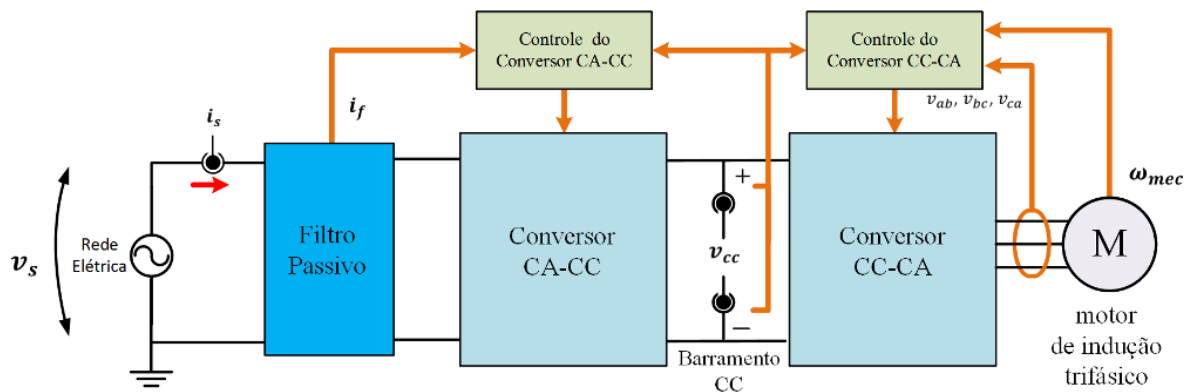 Controle do
Conversor CA-CC
Controle do
Conversor CC-CA
v_ab, v_bc, v_ca
i_f
i_s
ω_mec
v_s
Rede
Elétrica
Filtro
Passivo
Conversor
CA-CC
+
v_cc
−
Barramento
CC
Conversor
CC-CA
M
motor
de indução
trifásico